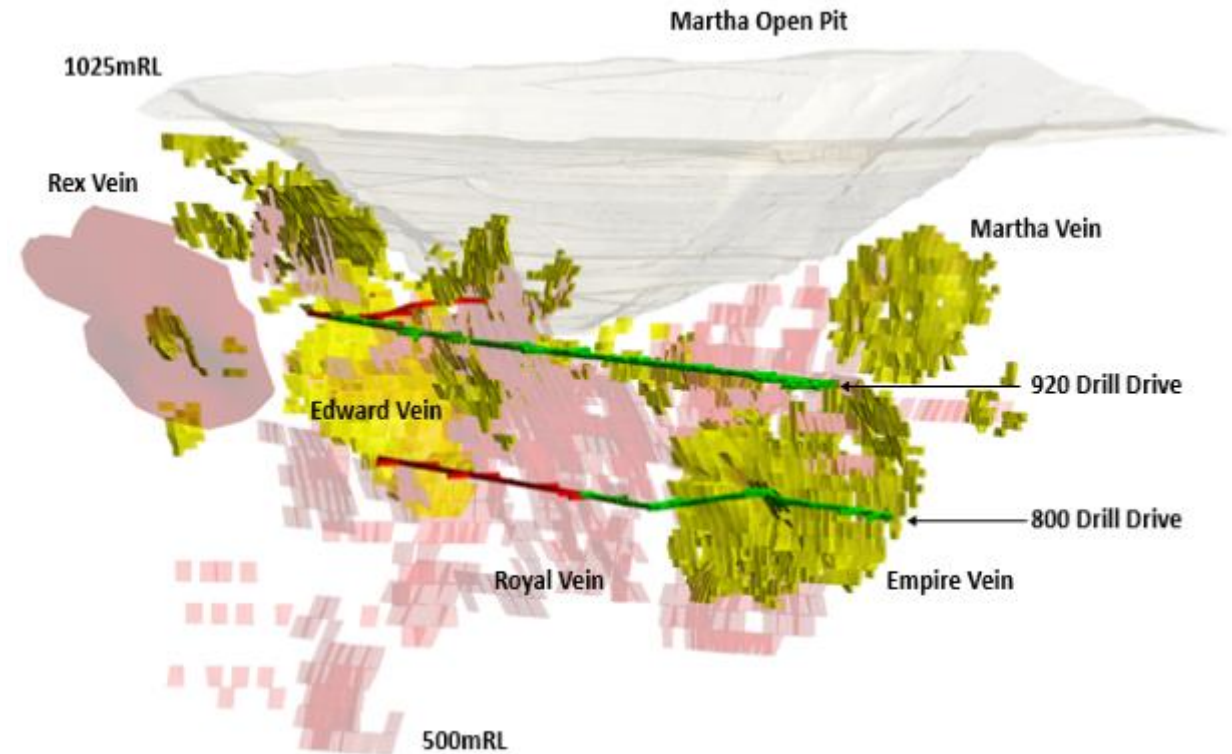 Martha Open Pit
1025mRL
Rex Vein
Martha Vein
920 Drill Drive
Edward Vein
800 Drill Drive
Royal Vein
Empire Vein
500mRL